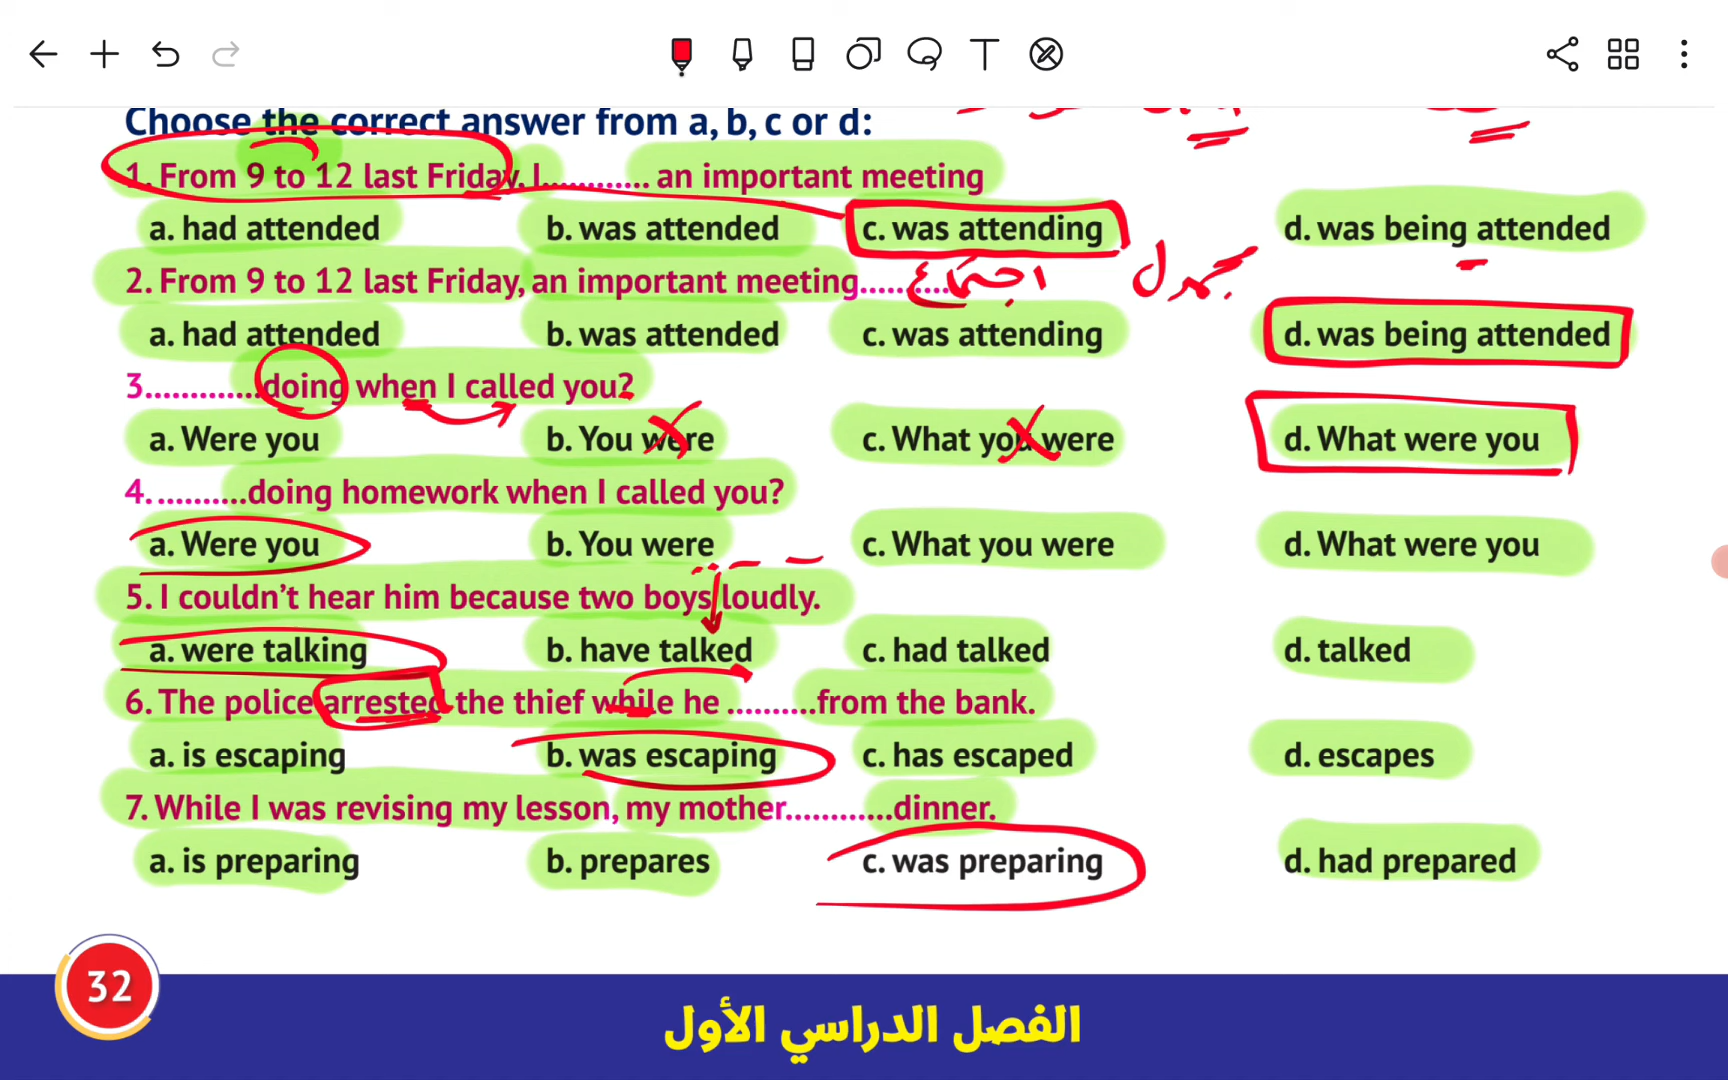 Choose the correct answer from a, b, c or d:
1. From 9 to 12 last Friday, I............ an important meeting
a. had attended b. was attended c. was attending d. was being attended
2. From 9 to 12 last Friday, an important meeting..........
a. had attended b. was attended c. was attending d. was being attended
3.............doing when I called you?
a. Were you b. You were c. What you were d. What were you
4. ..........doing homework when I called you?
a. Were you b. You were c. What you were d. What were you
5. I couldn't hear him because two boys loudly.
a. were talking b. have talked c. had talked d. talked
6. The police arrested the thief while he ..........from the bank.
a. is escaping b. was escaping c. has escaped d. escapes
7. While I was revising my lesson, my mother............dinner.
a. is preparing b. prepares c. was preparing d. had prepared
32
الفصل الدراسي الأول